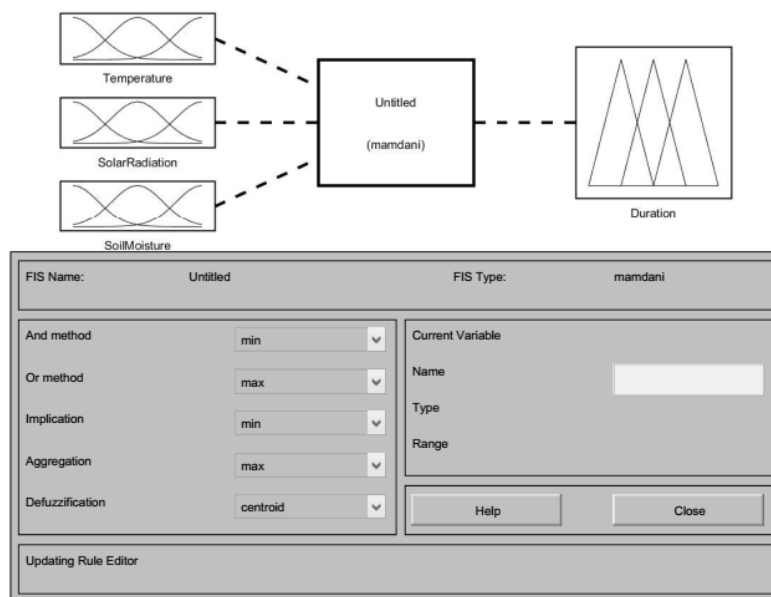 Temperature
SolarRadiation
SoilMoisture
Untitled
(mamdani)
Duration
FIS Name: Untitled FIS Type: mamdani
And method min
Or method max
Implication min
Aggregation max
Defuzzification centroid
Current Variable
Name
Type
Range
Help Close
Updating Rule Editor